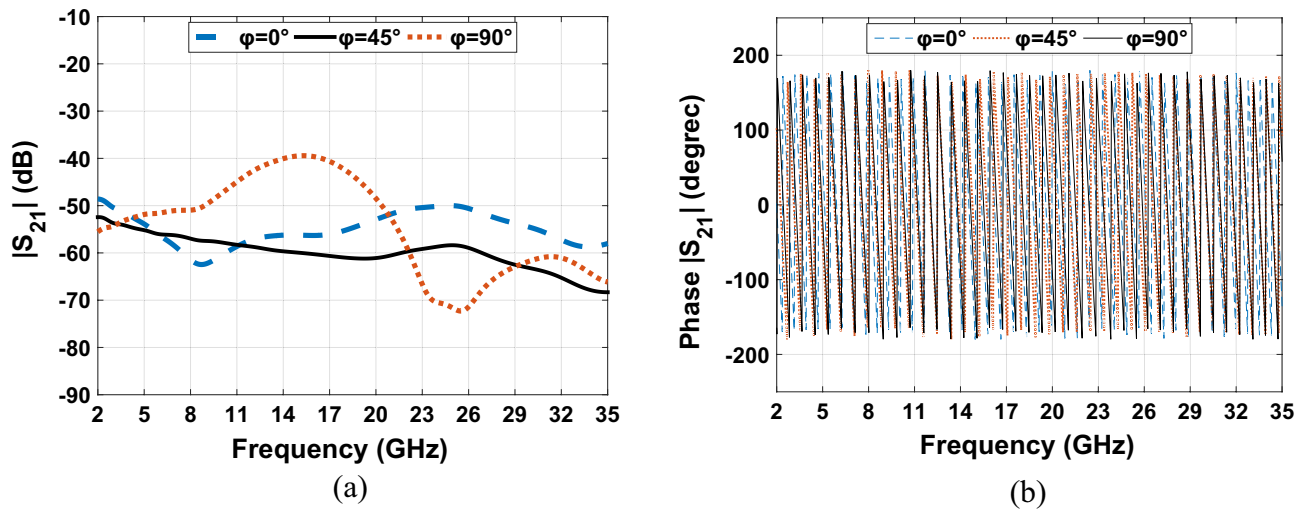 -10
-20
-30
-40
-50
-60
-70
-80
-90
φ=0° φ=45° φ=90°
|S21| (dB)
2 5 8 11 14 17 20 23 26 29 32 35
Frequency (GHz)
(a)
200
100
0
-100
-200
φ=0° φ=45° φ=90°
Phase |S21| (degrec)
2 5 8 11 14 17 20 23 26 29 32 35
Frequency (GHz)
(b)